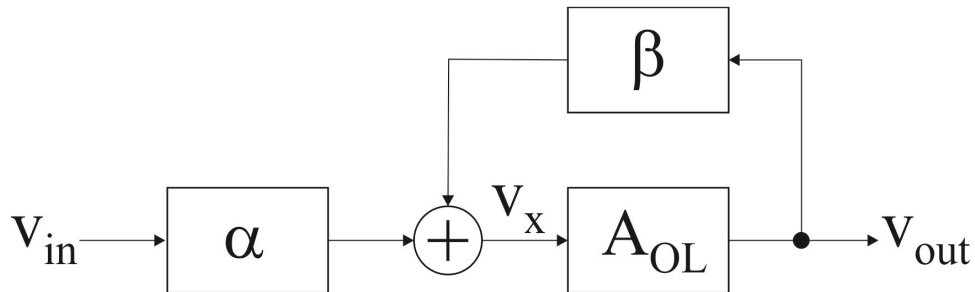 β
v_in
α
+
v_x
A_OL
v_out